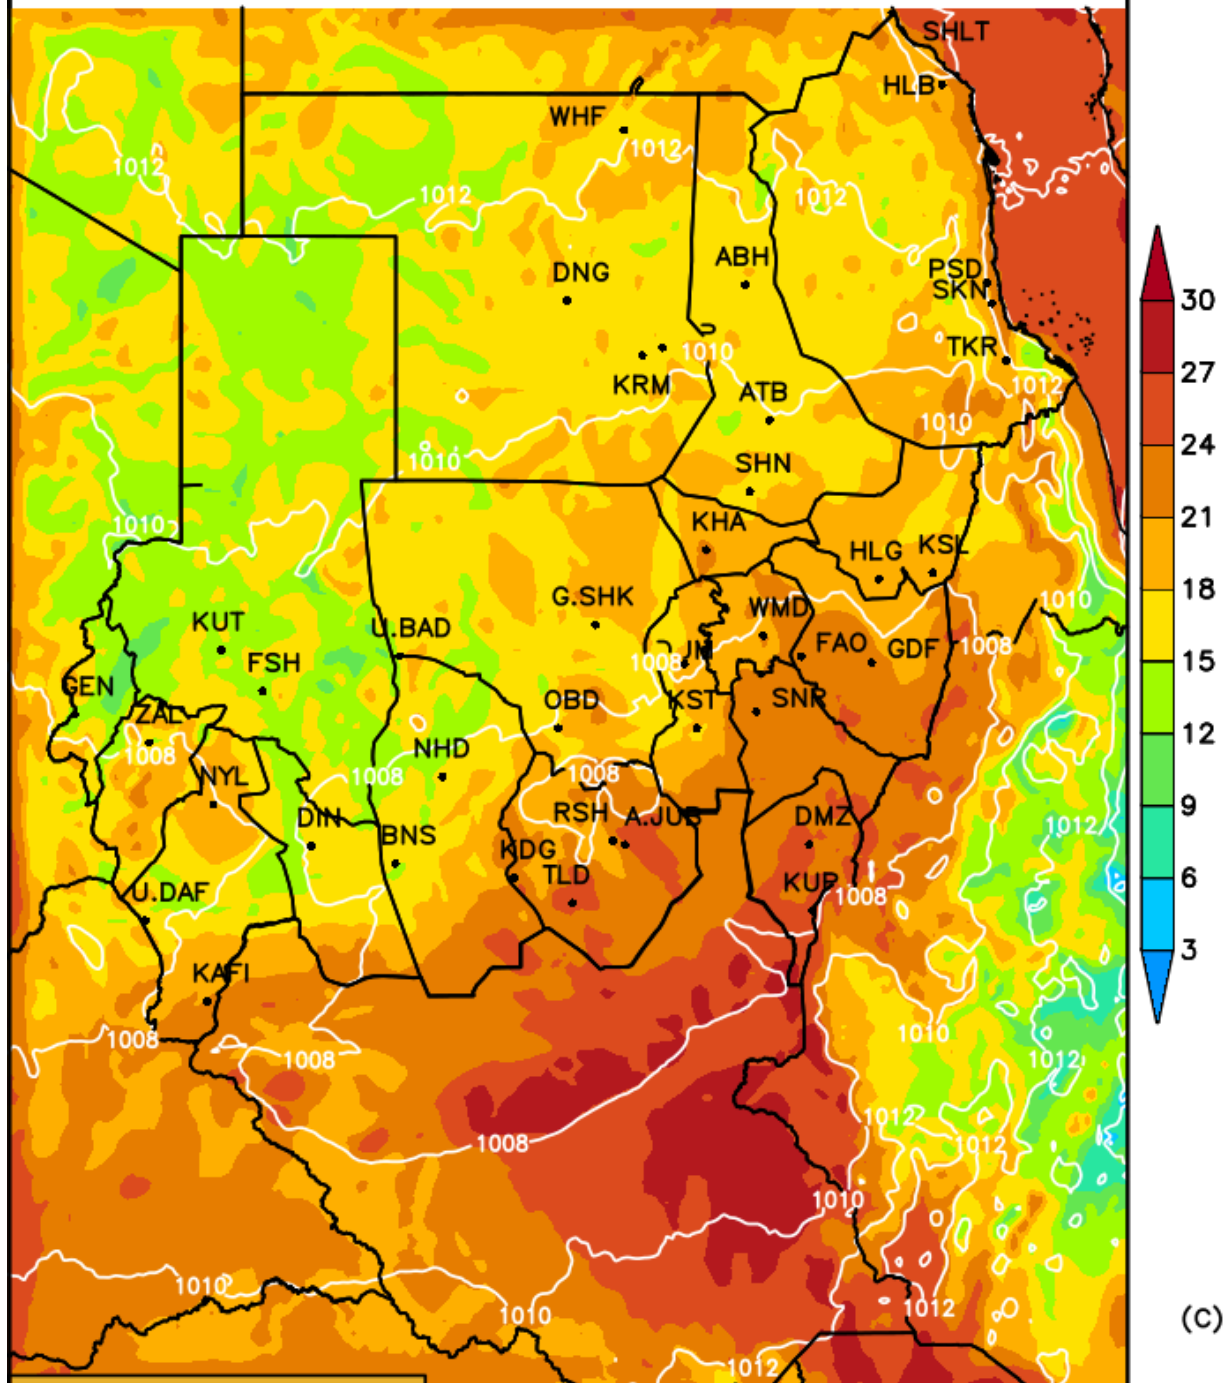 SHLT
HLB
WHF
1012
1012
1012
1012
ABH
DNG
PSD
SKN
TKR
1010
KRM
ATB
1012
1010
1010
SHN
KHA
1010
HLG
KSL
G.SHK
WMD
1010
KUT
U.BAD
FAO
GDF
1008
FSH
1008
JN
GEN
OBD
KST
SNR
ZAL
1008
NHD
NYL
1008
1008
DIN
RSH
A.JUB
DMZ
1012
BNS
KDG
TLD
KUR
U.DAF
1008
KAFI
1008
1008
1010
1012
1008
1012
1012
1010
1010
1010
1012
1012
30
27
24
21
18
15
12
9
6
3
(C)